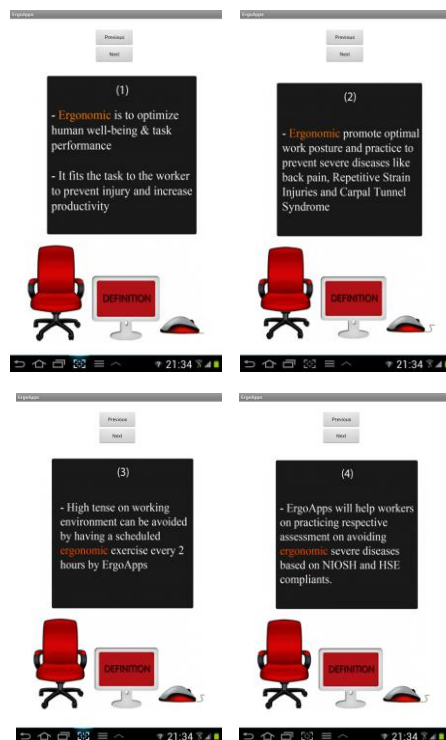 ErgoApps
Previous
Next
(1)
- Ergonomic is to optimize
human well-being & task
performance
- It fits the task to the worker
to prevent injury and increase
productivity
DEFINITION
21:34
ErgoApps
Previous
Next
(2)
- Ergonomic promote optimal
work posture and practice to
prevent severe diseases like
back pain, Repetitive Strain
Injuries and Carpal Tunnel
Syndrome
DEFINITION
21:34
ErgoApps
Previous
Next
(3)
- High tense on working
environment can be avoided
by having a scheduled
ergonomic exercise every 2
hours by ErgoApps
DEFINITION
21:34
ErgoApps
Previous
Next
(4)
- ErgoApps will help workers
on practicing respective
assessment on avoiding
ergonomic severe diseases
based on NIOSH and HSE
compliants.
DEFINITION
21:34